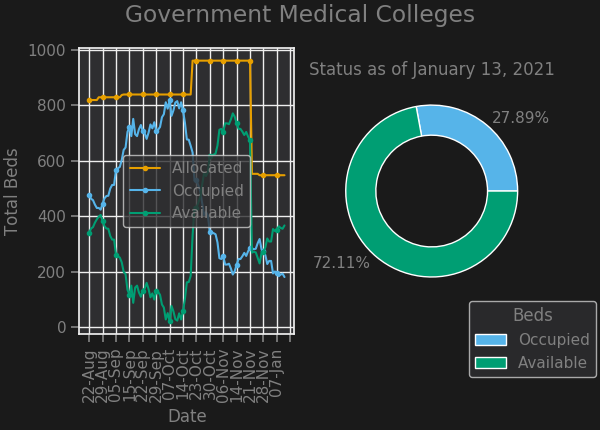 Government Medical Colleges
Status as of January 13, 2021
Total Beds
1000
800
600
400
200
0
Allocated
Occupied
Available
22-Aug
29-Aug
05-Sep
15-Sep
22-Sep
29-Sep
07-Oct
14-Oct
23-Oct
30-Oct
06-Nov
14-Nov
21-Nov
28-Nov
07-Jan
Date
27.89%
72.11%
Beds
Occupied
Available